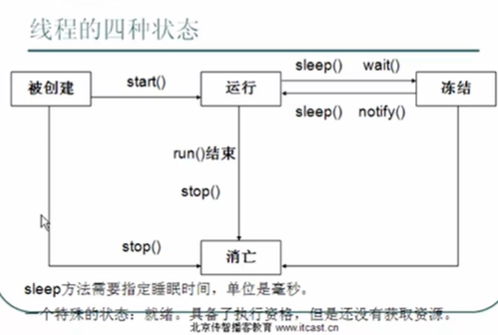 线程的四种状态
sleep() wait()
被创建 start() 运行 冻结
sleep() notify()
run()结束
stop()
stop() 消亡
sleep方法需要指定睡眠时间，单位是毫秒。
一个特殊的状态：就绪。具备了执行资格，但是还没有获取资源。
北京传智播客教育 www.itcast.cn